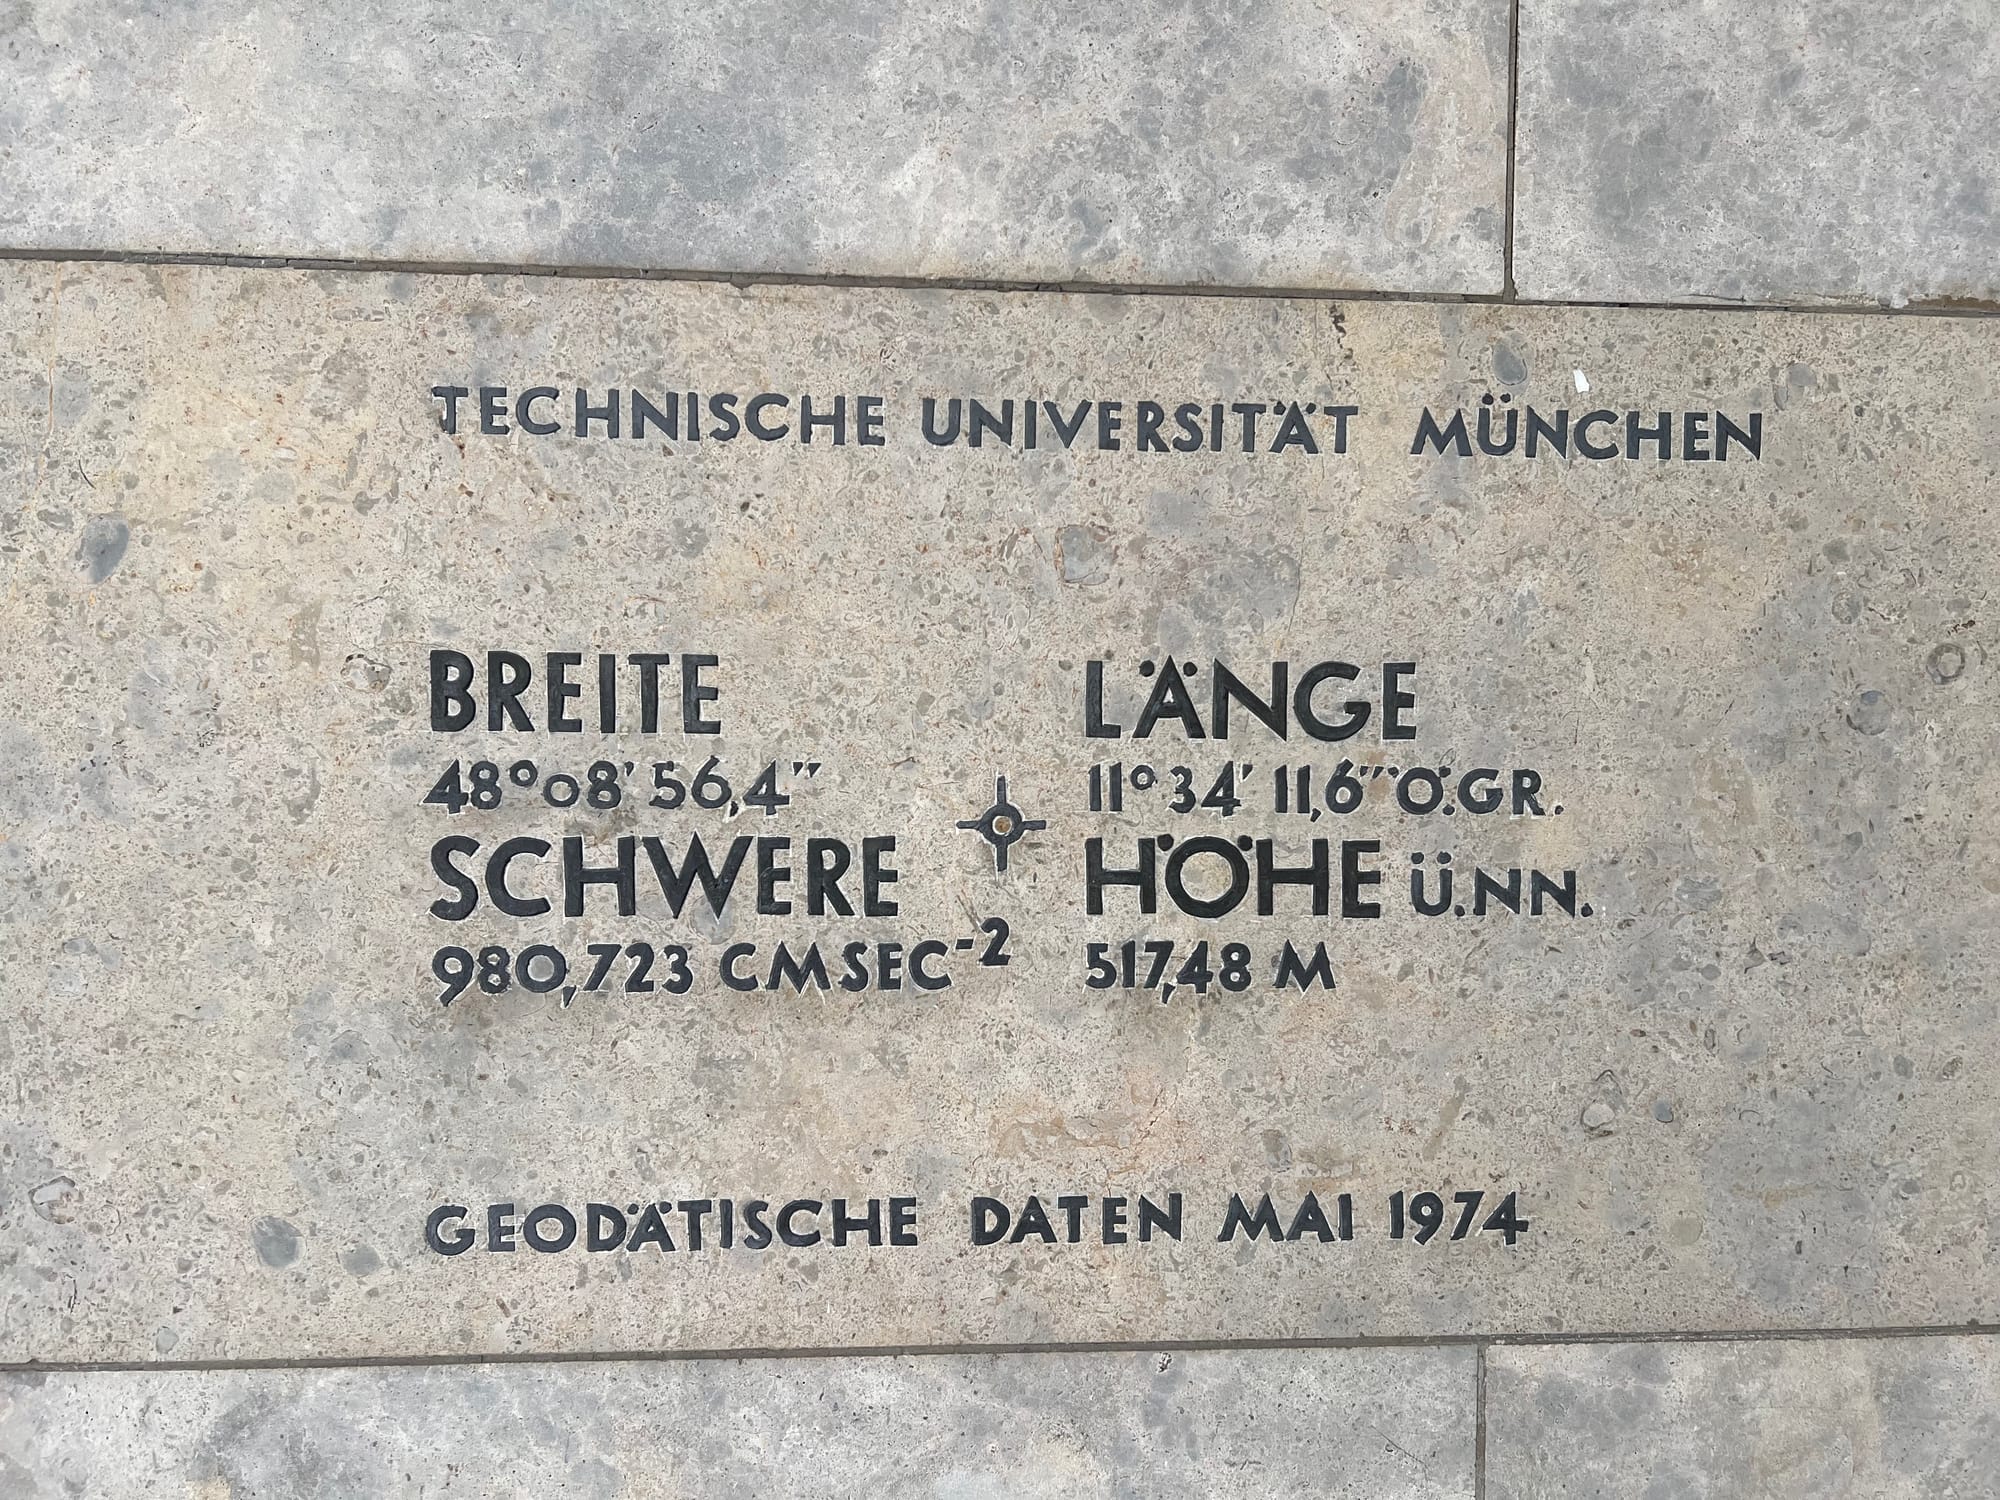 TECHNISCHE UNIVERSITÄT MÜNCHEN
BREITE
48°08' 56,4"
SCHWERE
980,723 CMSEC⁻²
LÄNGE
11° 34' 11,6" Ö.GR.
HÖHE Ü.NN.
517,48 M
GEODÄTISCHE DATEN MAI 1974